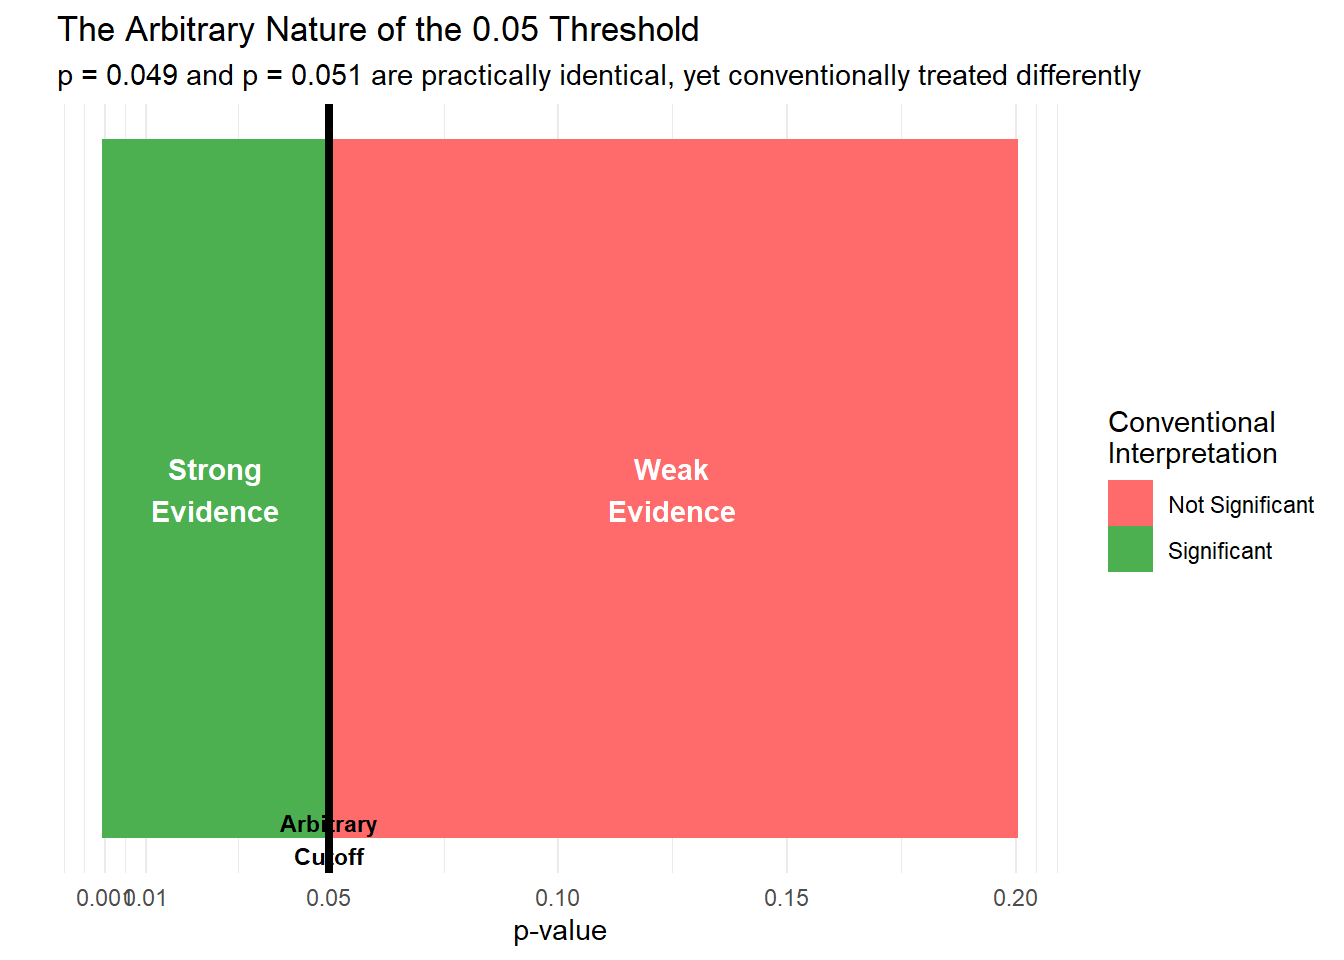 The Arbitrary Nature of the 0.05 Threshold
p = 0.049 and p = 0.051 are practically identical, yet conventionally treated differently
Strong
Evidence
Weak
Evidence
Arbitrary
Cutoff
0.001 0.01 0.05 0.10 0.15 0.20
p-value
Conventional
Interpretation
Not Significant
Significant